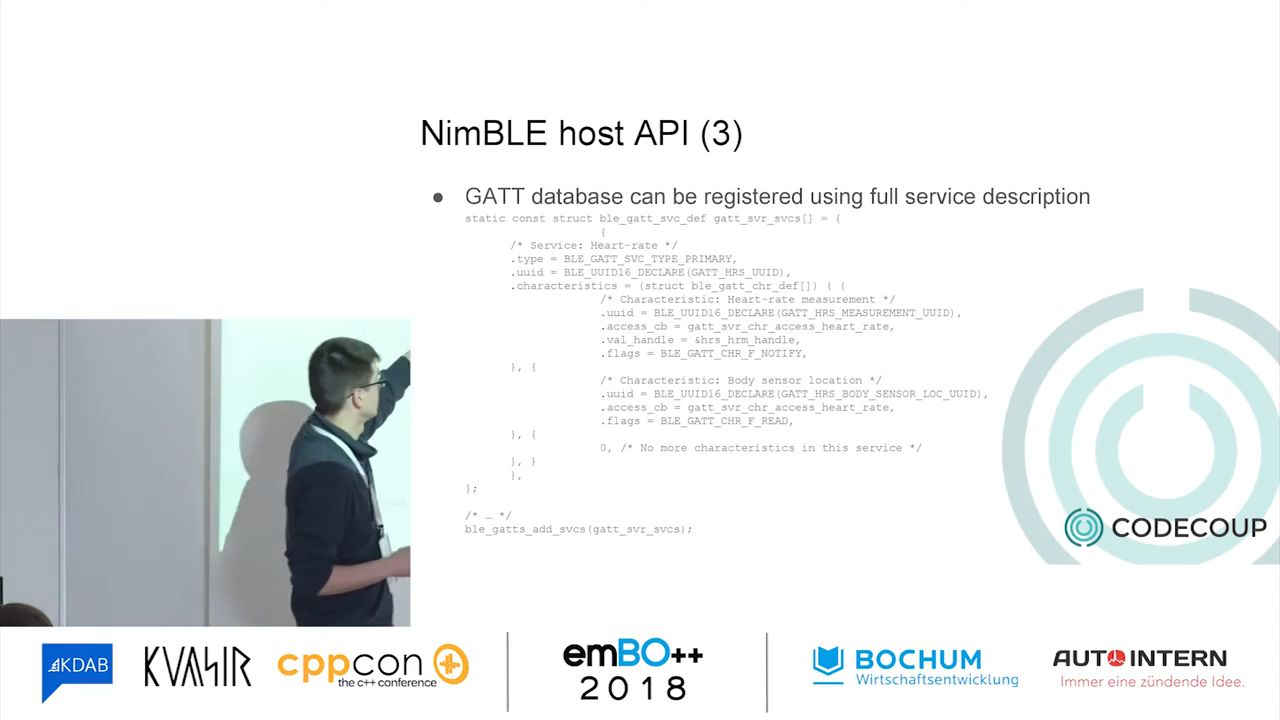 NimBLE host API (3)
● GATT database can be registered using full service description
static const struct ble_gatt_svc_def gatt_svr_svcs[] = {
{
/* Service: Heart-rate */
.type = BLE_GATT_SVC_TYPE_PRIMARY,
.uuid = BLE_UUID16_DECLARE(GATT_HRS_UUID),
.characteristics = (struct ble_gatt_chr_def[]) { {
/* Characteristic: Heart-rate measurement */
.uuid = BLE_UUID16_DECLARE(GATT_HRS_MEASUREMENT_UUID),
.access_cb = gatt_svr_chr_access_heart_rate,
.val_handle = &hrs_hrm_handle,
.flags = BLE_GATT_CHR_F_NOTIFY,
}, {
/* Characteristic: Body sensor location */
.uuid = BLE_UUID16_DECLARE(GATT_HRS_BODY_SENSOR_LOC_UUID),
.access_cb = gatt_svr_chr_access_heart_rate,
.flags = BLE_GATT_CHR_F_READ,
}, {
0, /* No more characteristics in this service */
}, }
},
};
/* … */
ble_gatts_add_svcs(gatt_svr_svcs);
CODECOUP
KDAB
KVASIR
cppcon
the c++ conference
emBO++
2018
BOCHUM
Wirtschaftsentwicklung
AUTOINTERN
Immer eine zündende Idee.